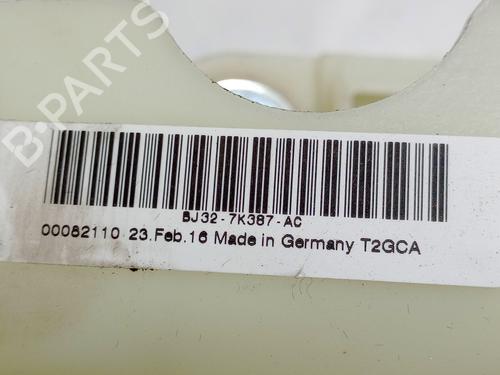 B-PARTS
BJ32-7K387-AC
00082110 23.Feb.16 Made in Germany T2GCA